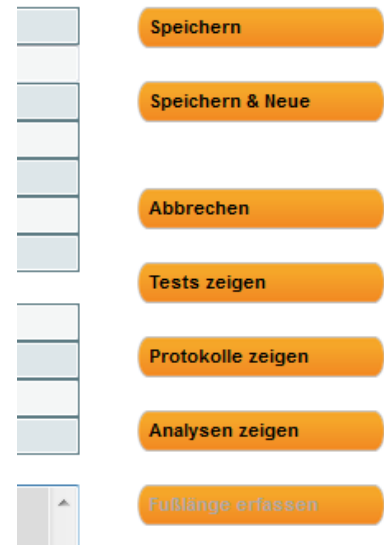 Speichern
Speichern & Neue
Abbrechen
Tests zeigen
Protokolle zeigen
Analysen zeigen
Fußlänge erfassen